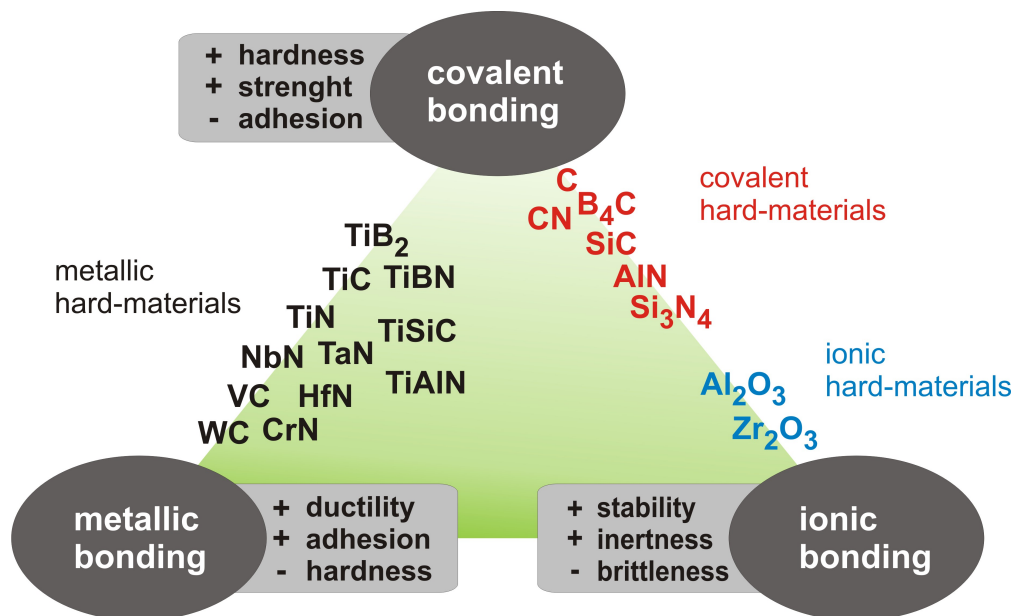 + hardness
+ strenght
- adhesion
covalent
bonding
covalent
hard-materials
C
B₄C
CN
SiC
AlN
Si₃N₄
metallic
hard-materials
TiB₂
TiC TiBN
TiN
TiSiC
NbN TaN
TiAlN
VC HfN
WC CrN
ionic
hard-materials
Al₂O₃
Zr₂O₃
metallic
bonding
+ ductility
+ adhesion
- hardness
+ stability
+ inertness
- brittleness
ionic
bonding